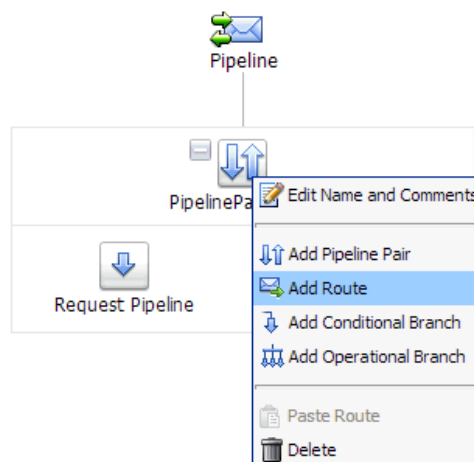 Pipeline
PipelinePa
Edit Name and Comments
Add Pipeline Pair
Request Pipeline
Add Route
Add Conditional Branch
Add Operational Branch
Paste Route
Delete